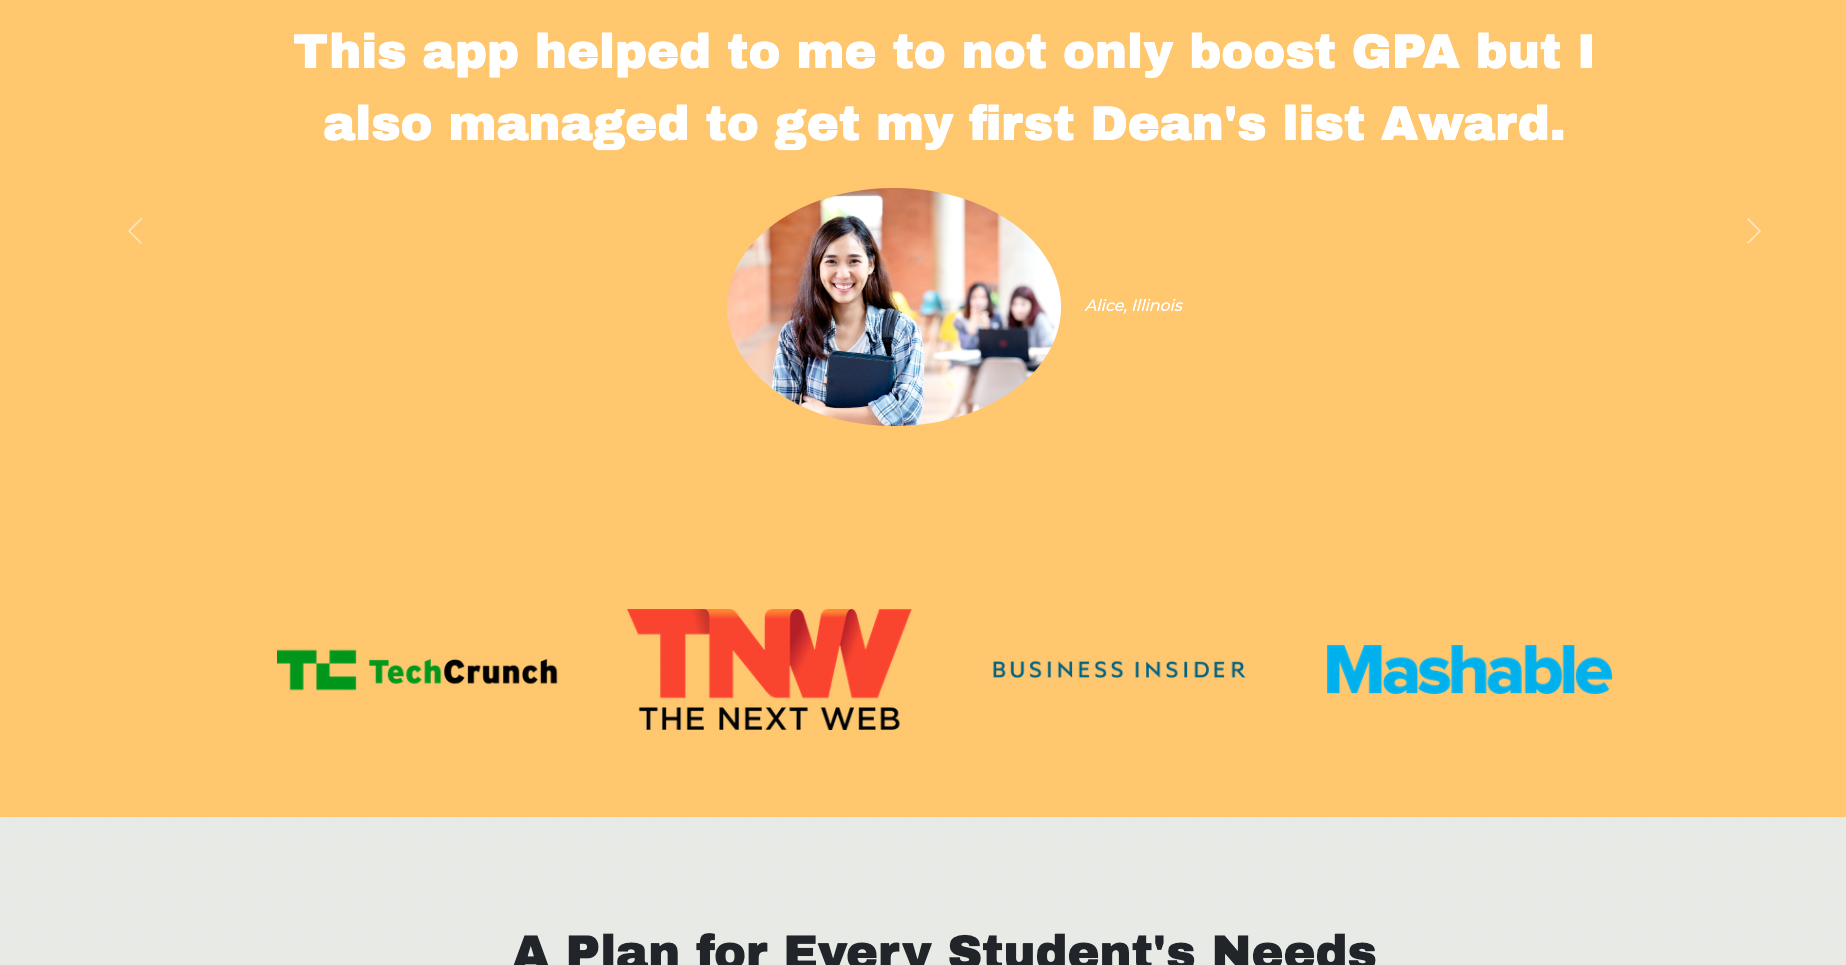 This app helped to me to not only boost GPA but I
also managed to get my first Dean's list Award.
Alice, Illinois
TC TechCrunch
TNW
THE NEXT WEB
BUSINESS INSIDER
Mashable
A Plan for Every Student's Needs